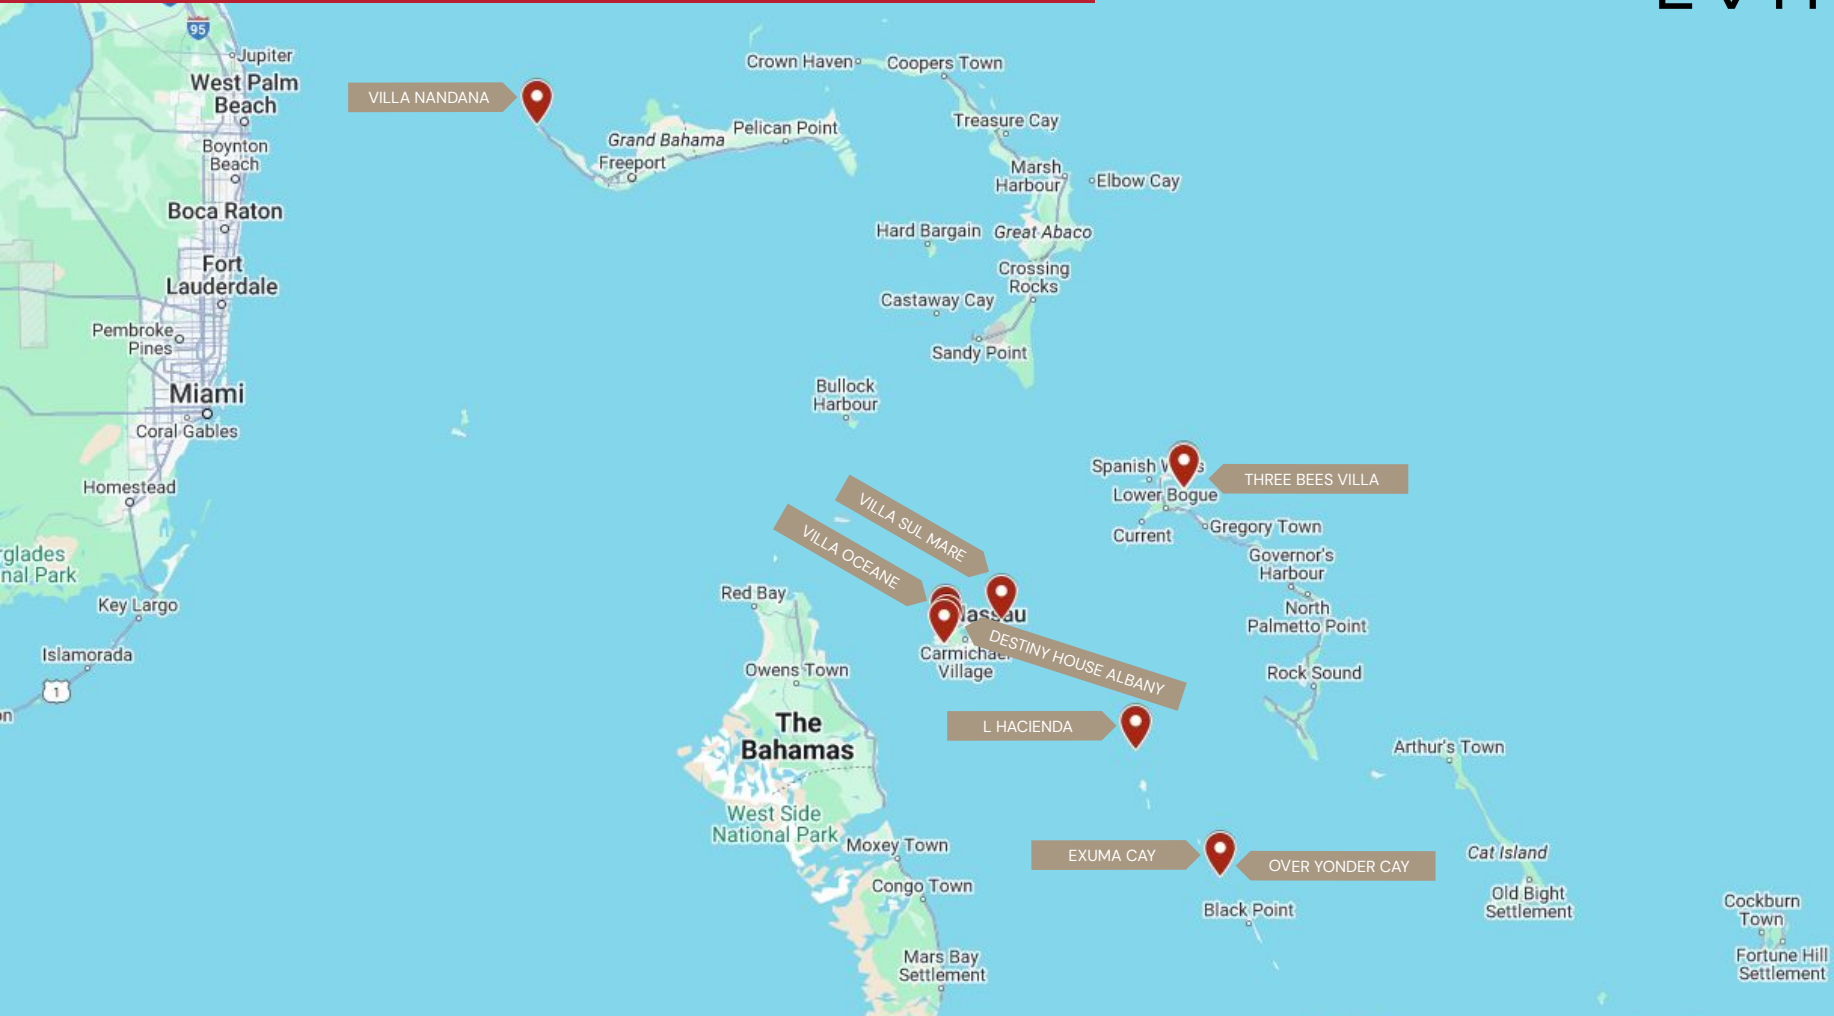 95
Jupiter
West Palm
Beach
Boynton
Beach
Boca Raton
Fort
Lauderdale
Pembroke
Pines
Miami
Coral Gables
Homestead
Key Largo
Islamorada
1
VILLA NANDANA
Grand Bahama
Freeport
Pelican Point
Crown Haven
Coopers Town
Treasure Cay
Marsh
Harbour
Elbow Cay
Hard Bargain
Great Abaco
Crossing
Rocks
Castaway Cay
Sandy Point
Bullock
Harbour
Spanish W
THREE BEES VILLA
Lower Bogue
Current
Gregory Town
Governor's
Harbour
North
Palmetto Point
Rock Sound
VILLA SUL MARE
VILLA OCEANE
assau
DESTINY HOUSE ALBANY
Carmichae
Village
Red Bay
Owens Town
The
Bahamas
West Side
National Park
Moxey Town
Congo Town
Mars Bay
Settlement
L HACIENDA
EXUMA CAY
OVER YONDER CAY
Black Point
Arthur's Town
Cat Island
Old Bight
Settlement
Cockburn
Town
Fortune Hill
Settlement
rglades
nal Park